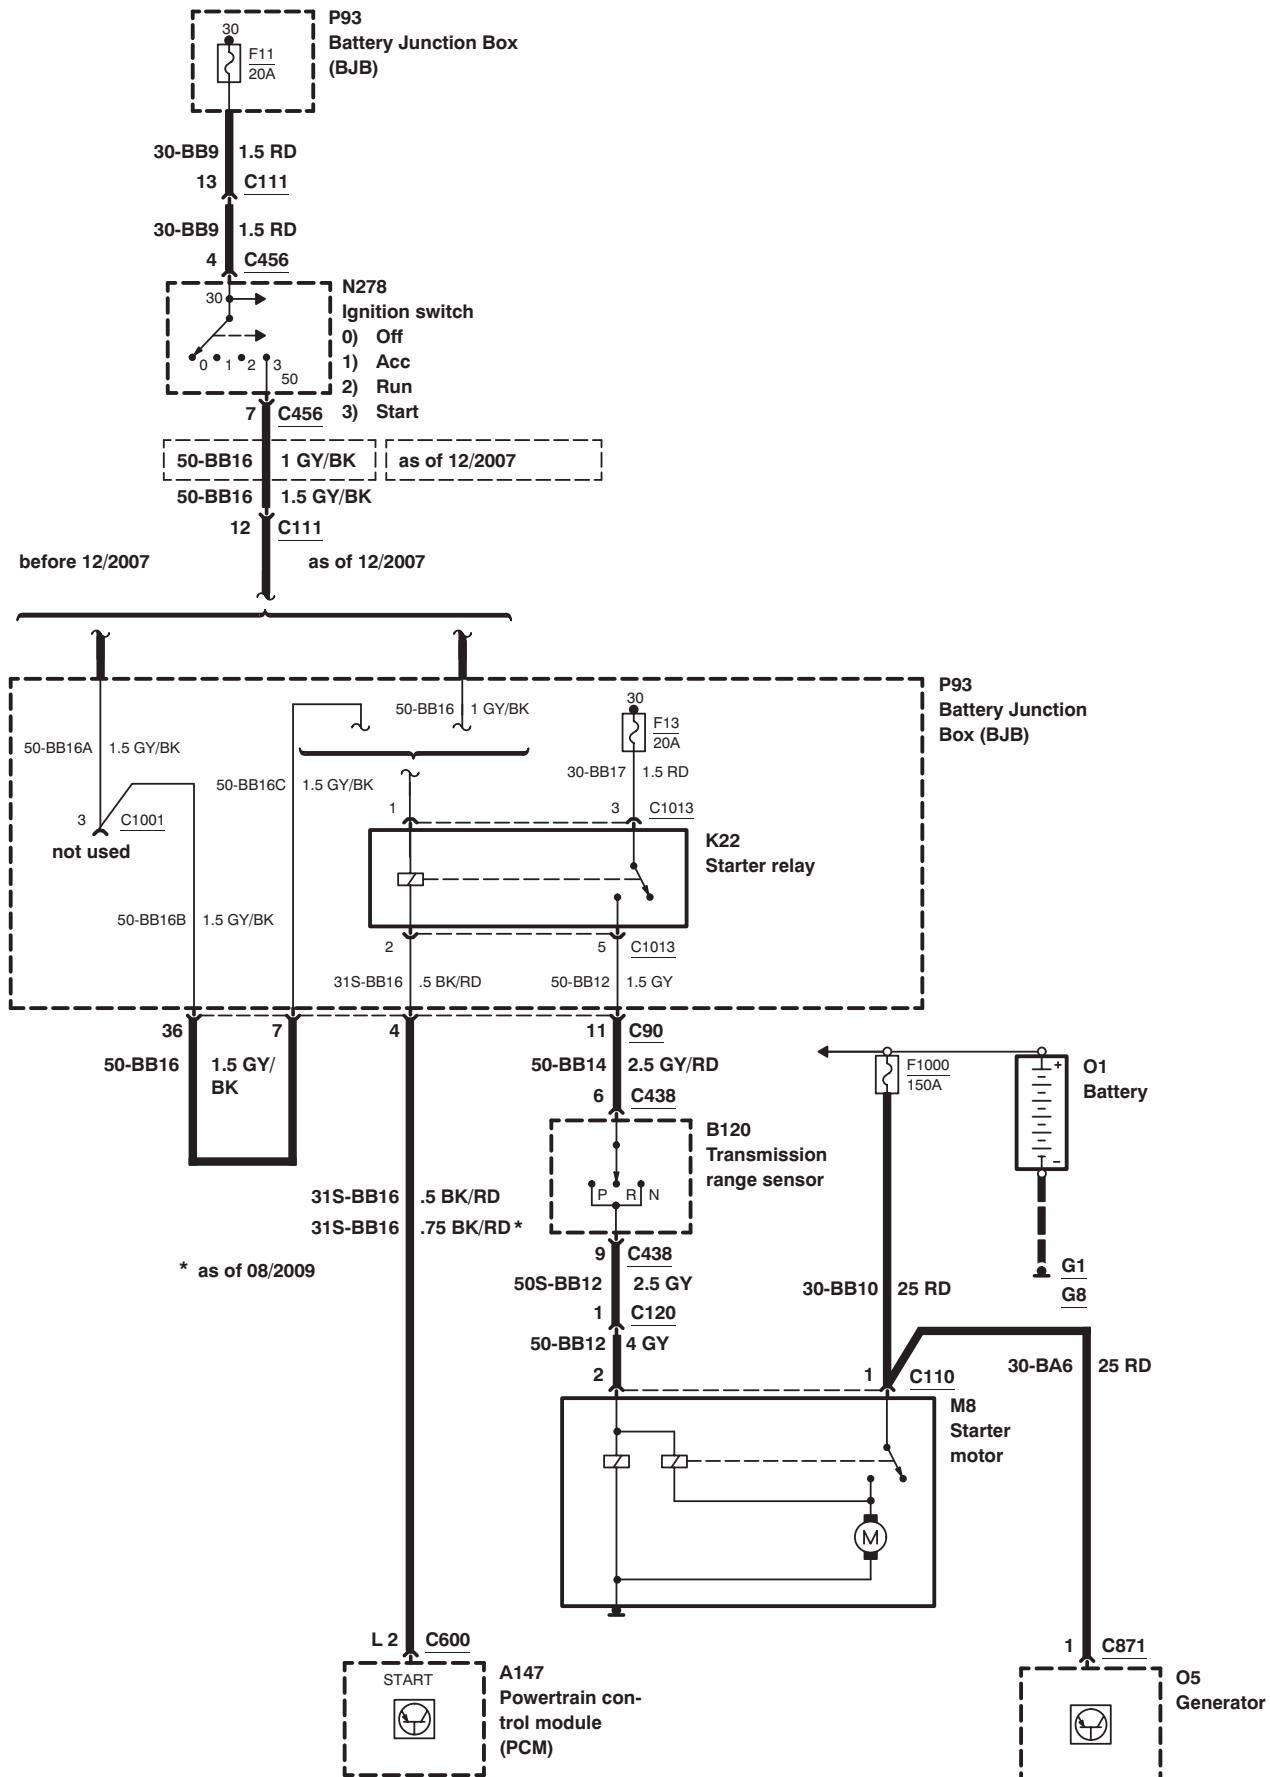 P93
Battery Junction Box
(BJB)
30
F11
20A
30-BB9 1.5 RD
13 C111
30-BB9 1.5 RD
4 C456
N278
Ignition switch
0) Off
1) Acc
2) Run
3) Start
30
0 1 2 3
50
7 C456
50-BB16 1 GY/BK as of 12/2007
50-BB16 1.5 GY/BK
12 C111
before 12/2007 as of 12/2007
P93
Battery Junction
Box (BJB)
50-BB16 1 GY/BK
30
F13
20A
50-BB16A 1.5 GY/BK
30-BB17 1.5 RD
50-BB16C 1.5 GY/BK
1 3 C1013
3 C1001
not used
K22
Starter relay
50-BB16B 1.5 GY/BK
2 5 C1013
31S-BB16 .5 BK/RD
50-BB12 1.5 GY
36 7 4 11 C90
50-BB16 1.5 GY/
BK
50-BB14 2.5 GY/RD
6 C438
F1000
150A
+
-
O1
Battery
B120
Transmission
range sensor
P R N
31S-BB16 .5 BK/RD
31S-BB16 .75 BK/RD *
* as of 08/2009
9 C438
50S-BB12 2.5 GY
1 C120
50-BB12 4 GY
30-BB10 25 RD
G1
G8
30-BA6 25 RD
2 1 C110
M8
Starter
motor
M
L 2 C600
START
A147
Powertrain con-
trol module
(PCM)
1 C871
O5
Generator